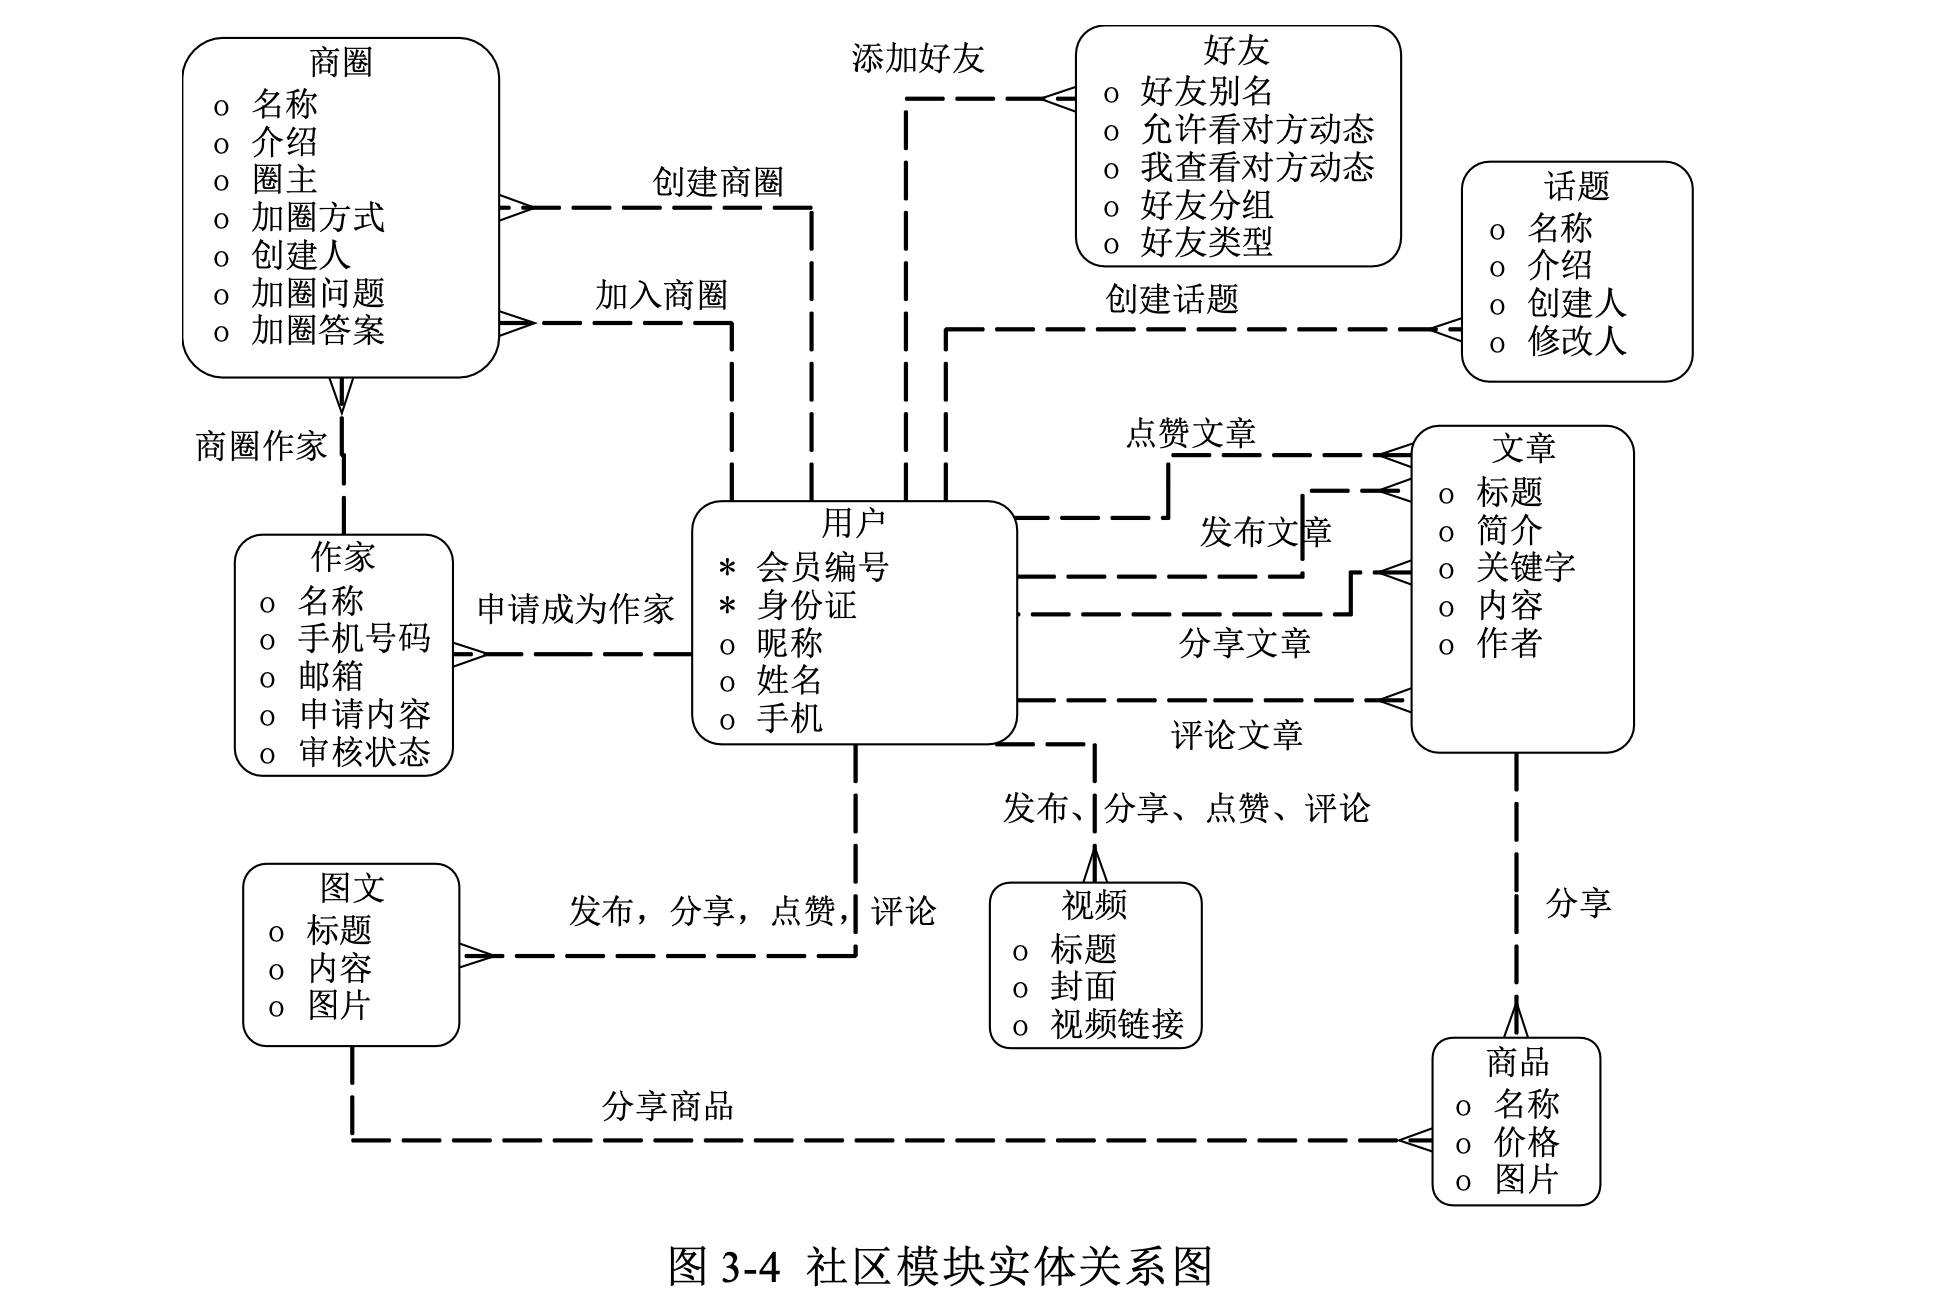 商圈
o 名称
o 介绍
o 圈主
o 加圈方式
o 创建人
o 加圈问题
o 加圈答案
添加好友
好友
o 好友别名
o 允许看对方动态
o 我查看对方动态
o 好友分组
o 好友类型
创建商圈
加入商圈
话题
o 名称
o 介绍
o 创建人
o 修改人
创建话题
商圈作家
点赞文章
发布文章
分享文章
评论文章
文章
o 标题
o 简介
o 关键字
o 内容
o 作者
作家
o 名称
o 手机号码
o 邮箱
o 申请内容
o 审核状态
申请成为作家
用户
* 会员编号
* 身份证
o 昵称
o 姓名
o 手机
发布、分享、点赞、评论
图文
o 标题
o 内容
o 图片
发布，分享，点赞，评论
视频
o 标题
o 封面
o 视频链接
分享
分享商品
商品
o 名称
o 价格
o 图片
图 3-4 社区模块实体关系图